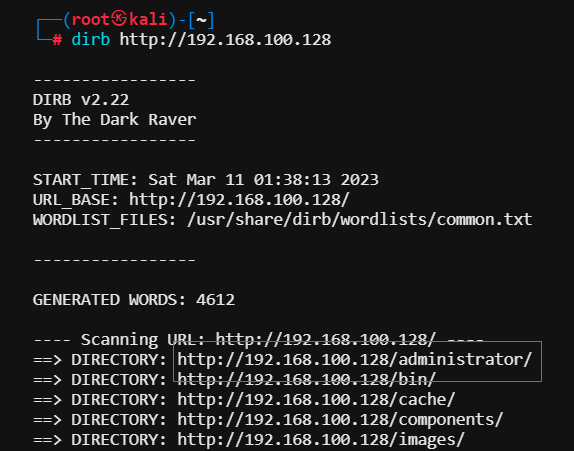 (root㉿kali)-[~]
# dirb http://192.168.100.128
-----------------
DIRB v2.22
By The Dark Raver
-----------------
START_TIME: Sat Mar 11 01:38:13 2023
URL_BASE: http://192.168.100.128/
WORDLIST_FILES: /usr/share/dirb/wordlists/common.txt
-----------------
GENERATED WORDS: 4612
---- Scanning URL: http://192.168.100.128/ ----
==> DIRECTORY: http://192.168.100.128/administrator/
==> DIRECTORY: http://192.168.100.128/bin/
==> DIRECTORY: http://192.168.100.128/cache/
==> DIRECTORY: http://192.168.100.128/components/
==> DIRECTORY: http://192.168.100.128/images/